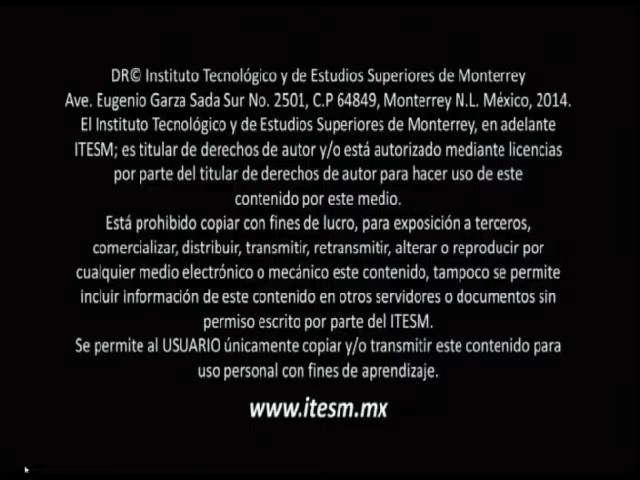 DR© Instituto Tecnológico y de Estudios Superiores de Monterrey
Ave. Eugenio Garza Sada Sur No. 2501, C.P 64849, Monterrey N.L. México, 2014.
El Instituto Tecnológico y de Estudios Superiores de Monterrey, en adelante
ITESM; es titular de derechos de autor y/o está autorizado mediante licencias
por parte del titular de derechos de autor para hacer uso de este
contenido por este medio.
Está prohibido copiar con fines de lucro, para exposición a terceros,
comercializar, distribuir, transmitir, retransmitir, alterar o reproducir por
cualquier medio electrónico o mecánico este contenido, tampoco se permite
incluir información de este contenido en otros servidores o documentos sin
permiso escrito por parte del ITESM.
Se permite al USUARIO únicamente copiar y/o transmitir este contenido para
uso personal con fines de aprendizaje.
www.itesm.mx